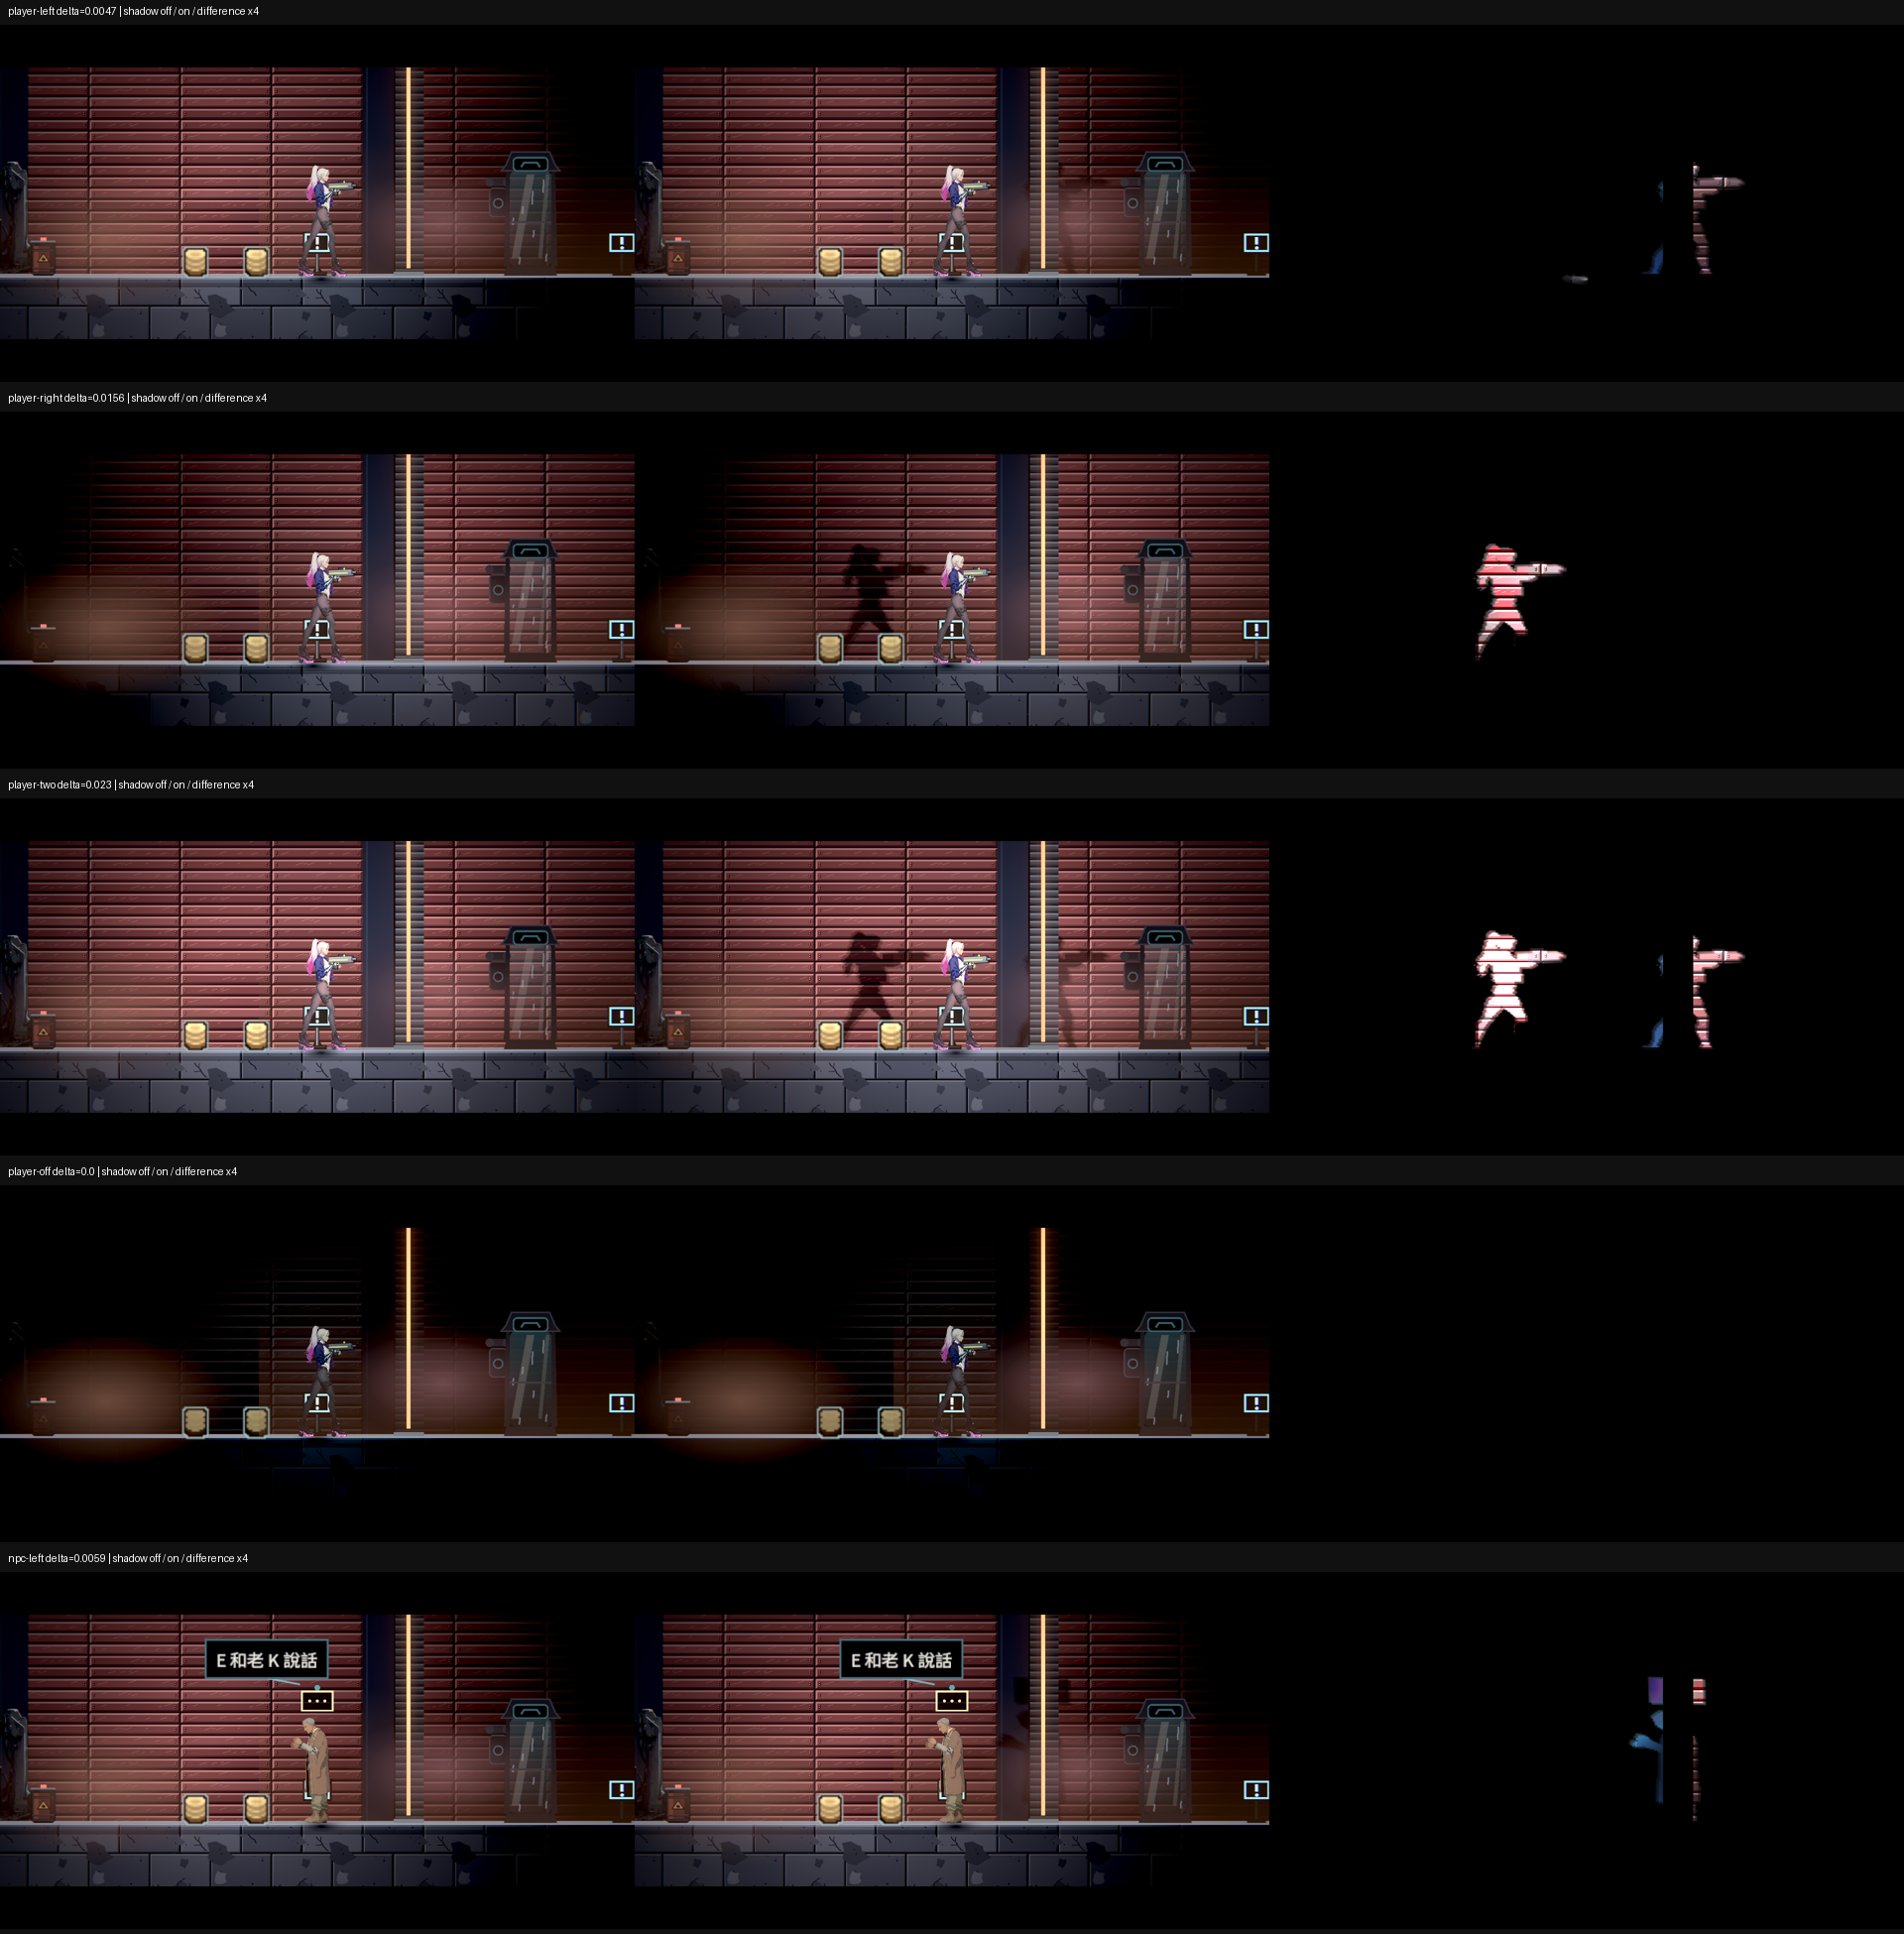 player-left delta=0.0047 | shadow off / on / difference x4
!
!
!
!
player-right delta=0.0156 | shadow off / on / difference x4
!
!
!
!
player-two delta=0.023 | shadow off / on / difference x4
!
!
!
!
player-off delta=0.0 | shadow off / on / difference x4
!
!
!
!
npc-left delta=0.0059 | shadow off / on / difference x4
E 和老 K 說話
E 和老 K 說話
...
...
!
!